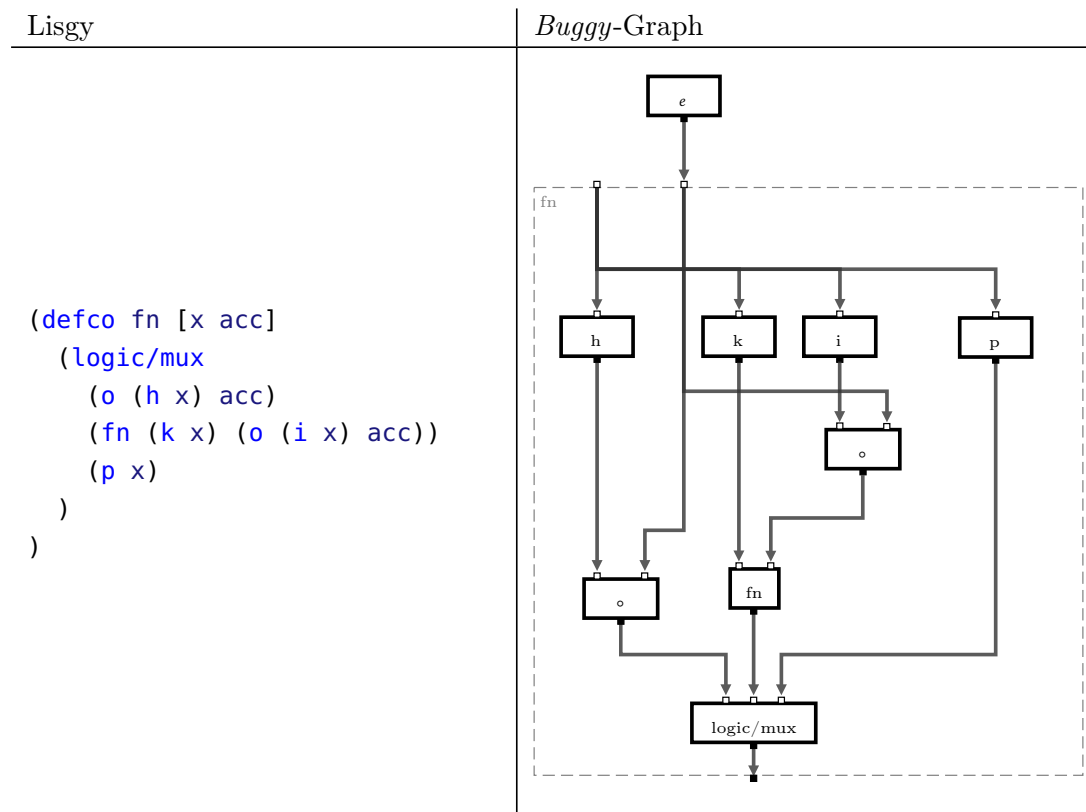 Lisgy
Buggy-Graph
(defco fn [x acc]
(logic/mux
(o (h x) acc)
(fn (k x) (o (i x) acc))
(p x)
)
)
e
fn
h
k
i
p
∘
∘
fn
logic/mux